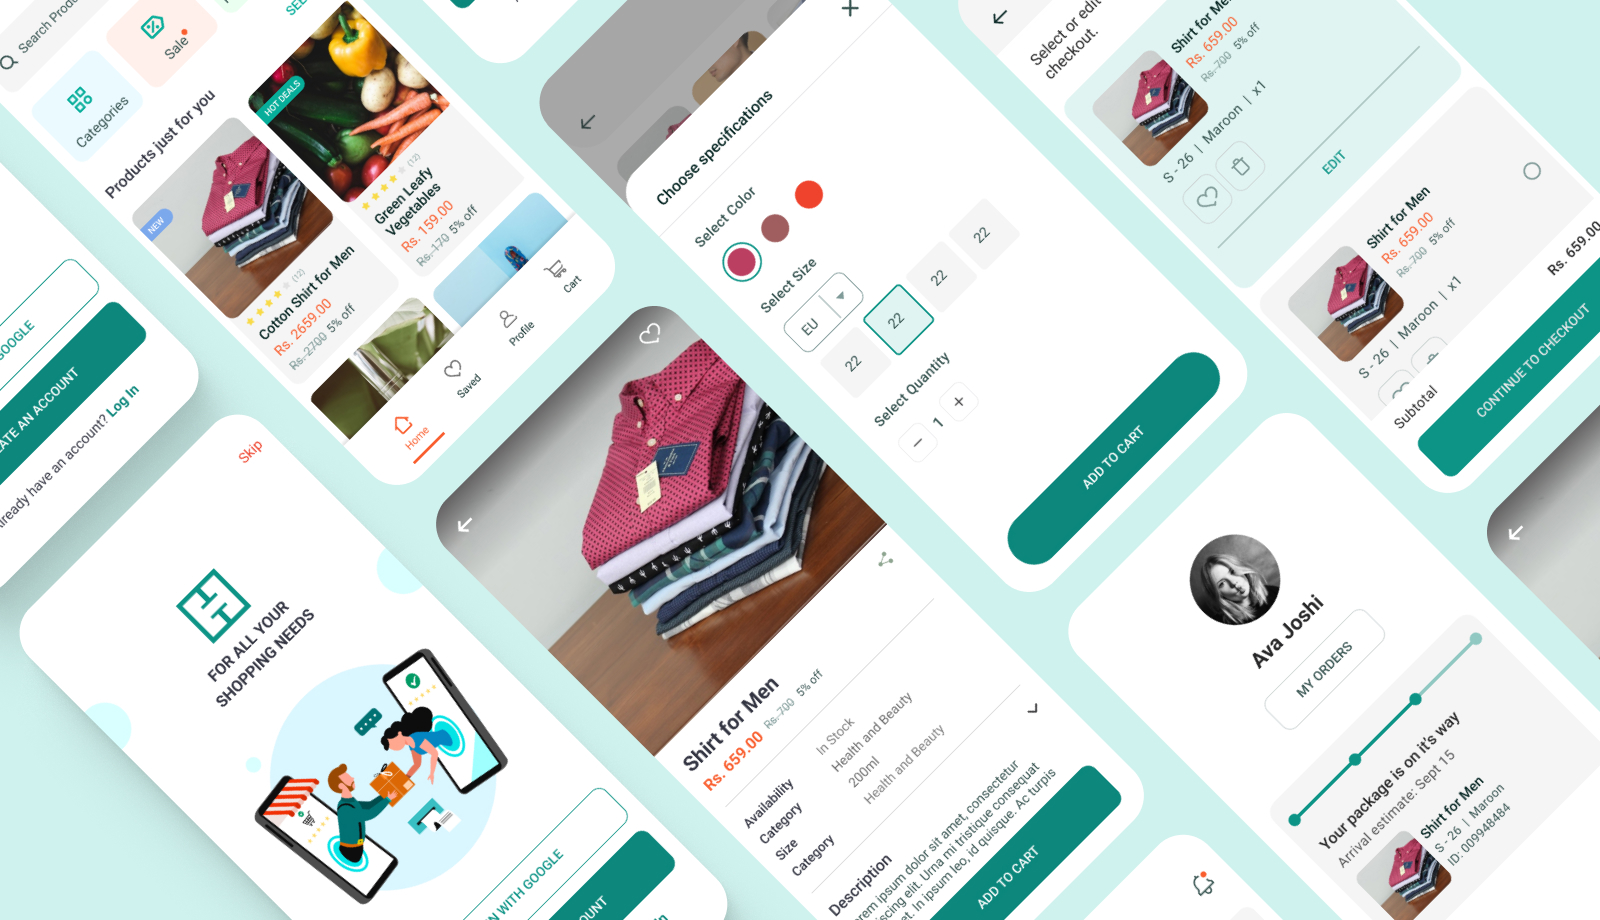 Search Produ
Sale
Categories
Products just for you
NEW
(12)
Cotton Shirt for Men
Rs. 2659.00
Rs. 2700 5% off
HOT DEALS
(12)
Green Leafy
Vegetables
Rs. 159.00
Rs. 170 5% off
Home
Saved
Profile
Cart
GOOGLE
ATE AN ACCOUNT
lready have an account? Log In
Skip
FOR ALL YOUR
SHOPPING NEEDS
N WITH GOOGLE
OUNT
Choose specifications
Select Color
Select Size
EU
22
22
22
22
Select Quantity
1
ADD TO CART
Shirt for Men
Rs. 659.00 Rs. 700 5% off
Availability In Stock
Category Health and Beauty
Size 200ml
Category Health and Beauty
Description
orem ipsum dolor sit amet, consectetur
iscing elit. Urna mi tristique consequat
et. In ipsum leo, id quisque. Ac turpis
ADD TO CART
Select or edit
checkout.
Shirt for Me
Rs. 659.00
Rs. 700 5% off
S - 26 | Maroon | x1
EDIT
Shirt for Men
Rs. 659.00
Rs. 700 5% off
S - 26 | Maroon | x1
Subtotal
Rs. 659.00
CONTINUE TO CHECKOUT
Ava Joshi
MY ORDERS
Your package is on it's way
Arrival estimate: Sept 15
Shirt for Men
S - 26 | Maroon
ID: 009948484